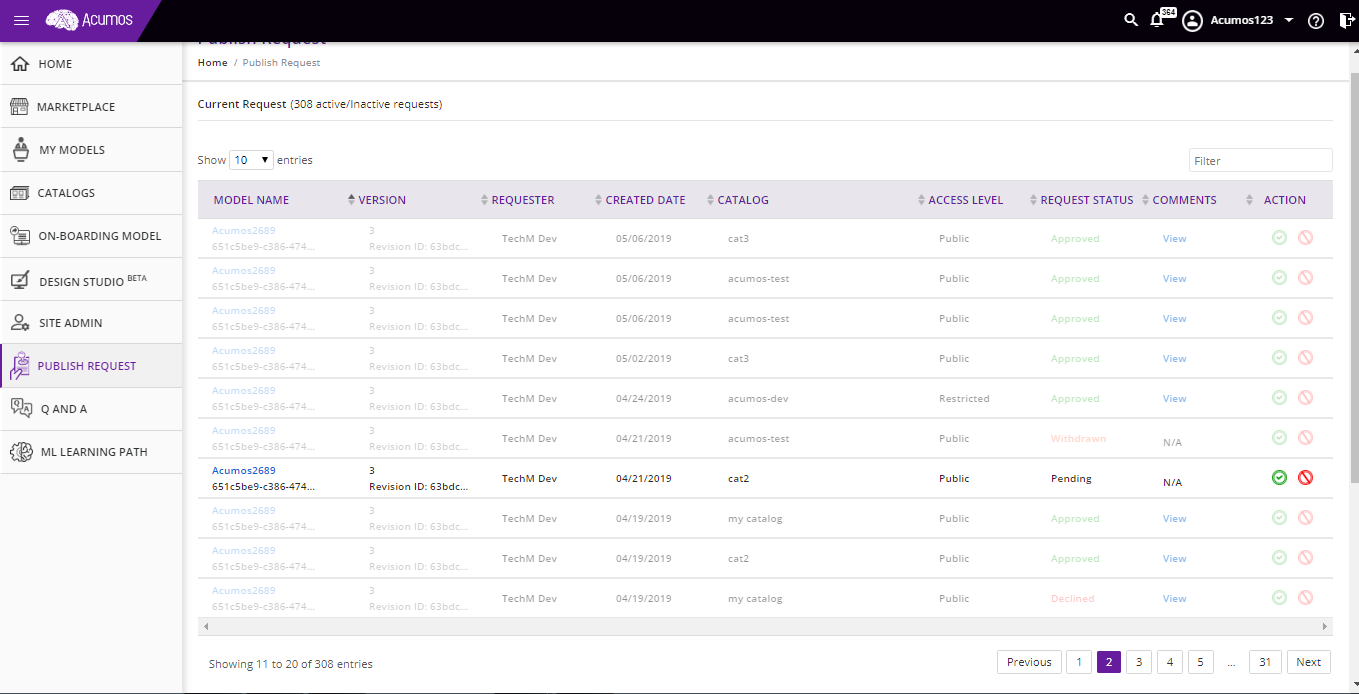 Acumos
364
Acumos123
HOME
MARKETPLACE
MY MODELS
CATALOGS
ON-BOARDING MODEL
DESIGN STUDIO BETA
SITE ADMIN
PUBLISH REQUEST
Q AND A
ML LEARNING PATH
Publish Request
Home / Publish Request
Current Request (308 active/Inactive requests)
Show 10 entries
Filter
MODEL NAME VERSION REQUESTER CREATED DATE CATALOG ACCESS LEVEL REQUEST STATUS COMMENTS ACTION
Acumos2689 3
TechM Dev 05/06/2019 cat3 Public Approved View
651c5be9-c386-474... Revision ID: 63bdc...
Acumos2689 3
TechM Dev 05/06/2019 acumos-test Public Approved View
651c5be9-c386-474... Revision ID: 63bdc...
Acumos2689 3
TechM Dev 05/06/2019 acumos-test Public Approved View
651c5be9-c386-474... Revision ID: 63bdc...
Acumos2689 3
TechM Dev 05/02/2019 cat3 Public Approved View
651c5be9-c386-474... Revision ID: 63bdc...
Acumos2689 3
TechM Dev 04/24/2019 acumos-dev Restricted Approved View
651c5be9-c386-474... Revision ID: 63bdc...
Acumos2689 3
TechM Dev 04/21/2019 acumos-test Public Withdrawn N/A
651c5be9-c386-474... Revision ID: 63bdc...
Acumos2689 3
TechM Dev 04/21/2019 cat2 Public Pending N/A
651c5be9-c386-474... Revision ID: 63bdc...
Acumos2689 3
TechM Dev 04/19/2019 my catalog Public Approved View
651c5be9-c386-474... Revision ID: 63bdc...
Acumos2689 3
TechM Dev 04/19/2019 cat2 Public Approved View
651c5be9-c386-474... Revision ID: 63bdc...
Acumos2689 3
TechM Dev 04/19/2019 my catalog Public Declined View
651c5be9-c386-474... Revision ID: 63bdc...
Showing 11 to 20 of 308 entries
Previous 1 2 3 4 5 ... 31 Next